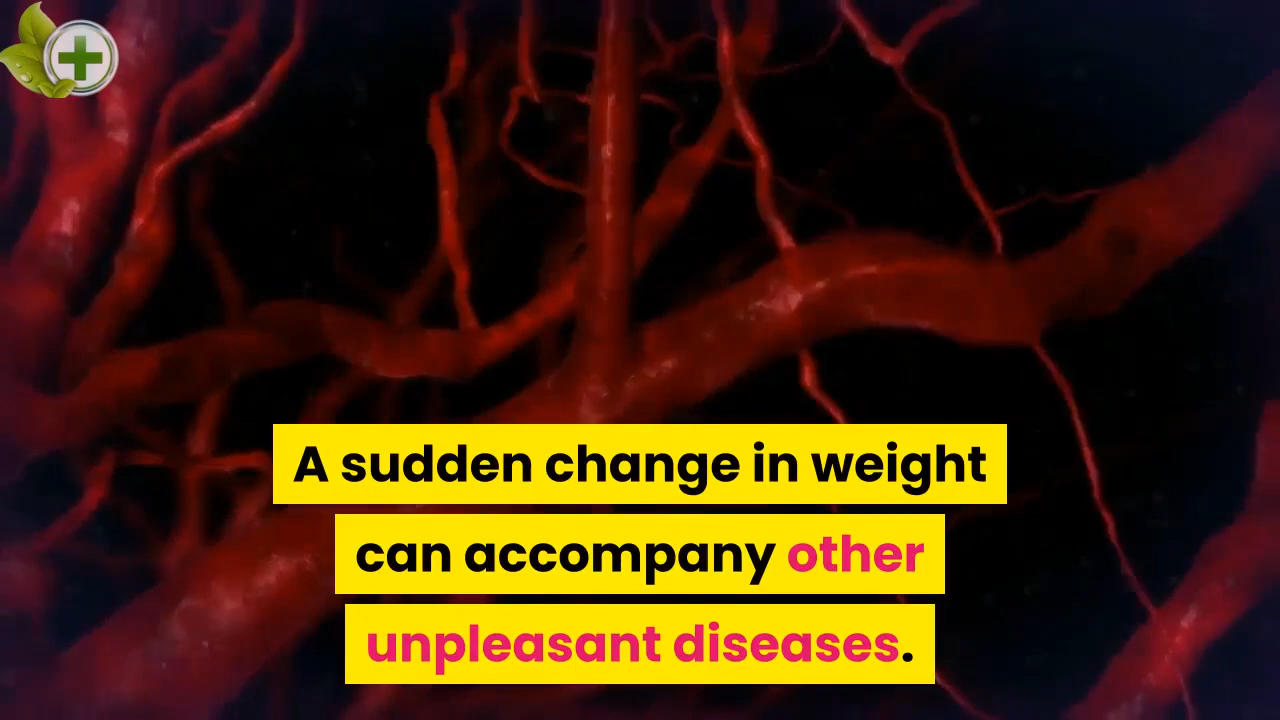 A sudden change in weight
can accompany other
unpleasant diseases.